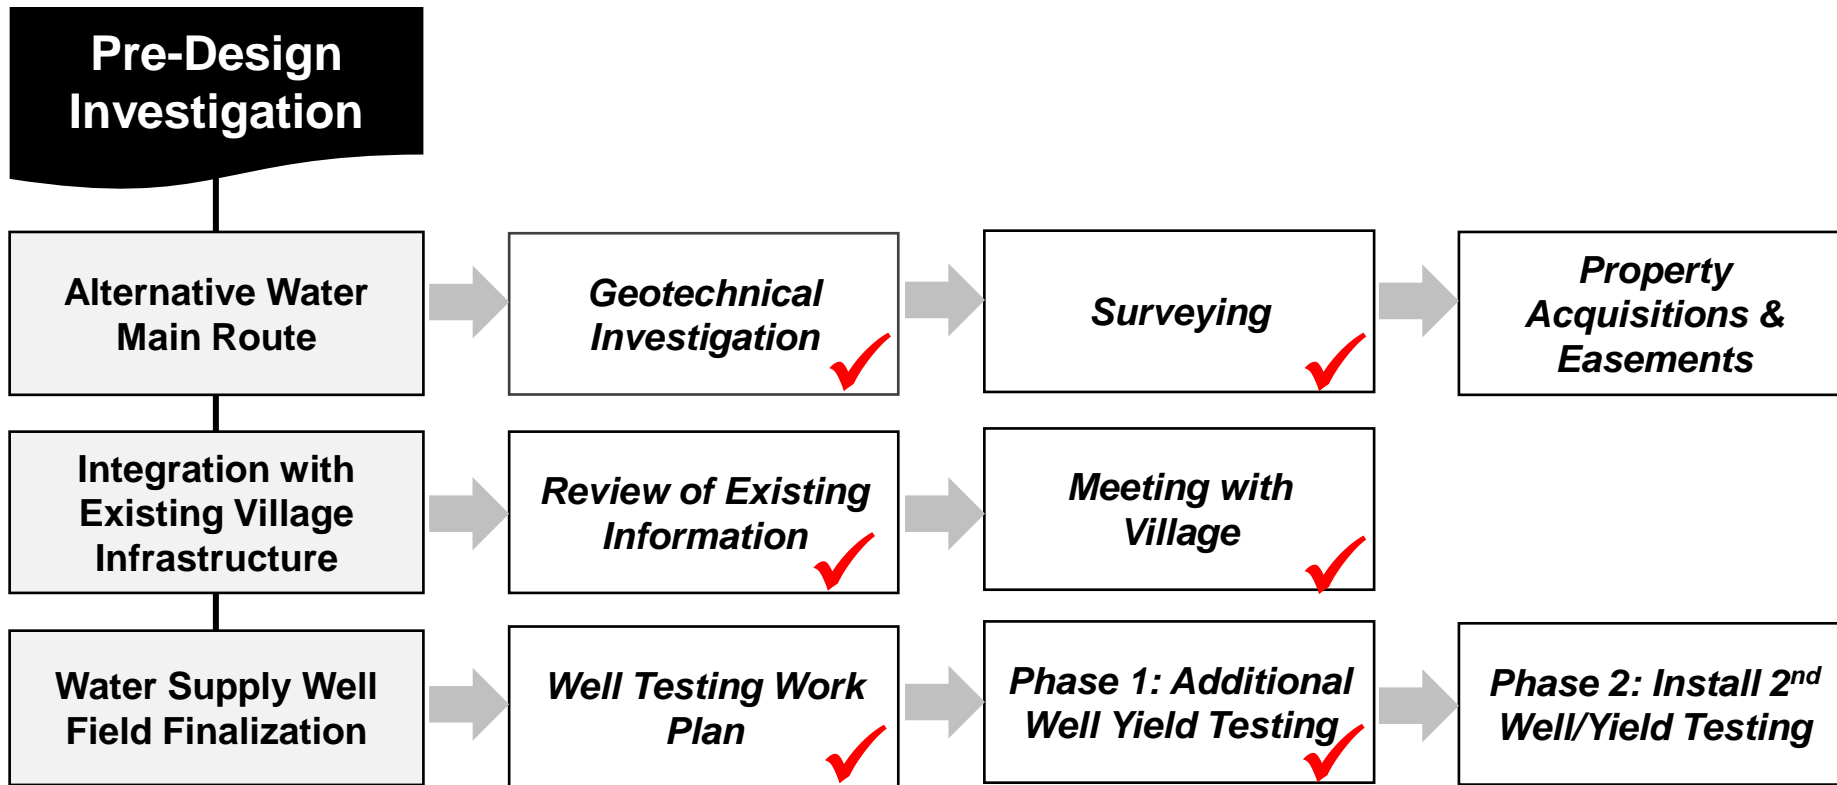 Pre-Design
Investigation
Alternative Water
Main Route
Geotechnical
Investigation
Surveying
Property
Acquisitions &
Easements
Integration with
Existing Village
Infrastructure
Review of Existing
Information
Meeting with
Village
Water Supply Well
Field Finalization
Well Testing Work
Plan
Phase 1: Additional
Well Yield Testing
Phase 2: Install 2nd
Well/Yield Testing